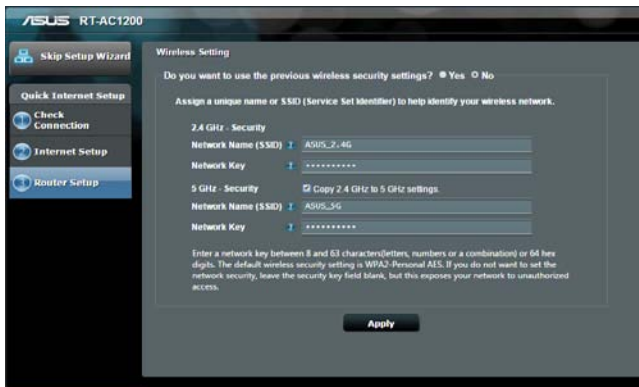 ASUS RT-AC1200
Skip Setup Wizard
Quick Internet Setup
1 Check Connection
2 Internet Setup
3 Router Setup
Wireless Setting
Do you want to use the previous wireless security settings? Yes No
Assign a unique name or SSID (Service Set Identifier) to help identify your wireless network.
2.4 GHz - Security
Network Name (SSID) ASUS_2.4G
Network Key ••••••••••
5 GHz - Security Copy 2.4 GHz to 5 GHz settings.
Network Name (SSID) ASUS_5G
Network Key ••••••••••
Enter a network key between 8 and 63 characters(letters, numbers or a combination) or 64 hex
digits. The default wireless security setting is WPA2-Personal AES. If you do not want to set the
network security, leave the security key field blank, but this exposes your network to unauthorized
access.
Apply